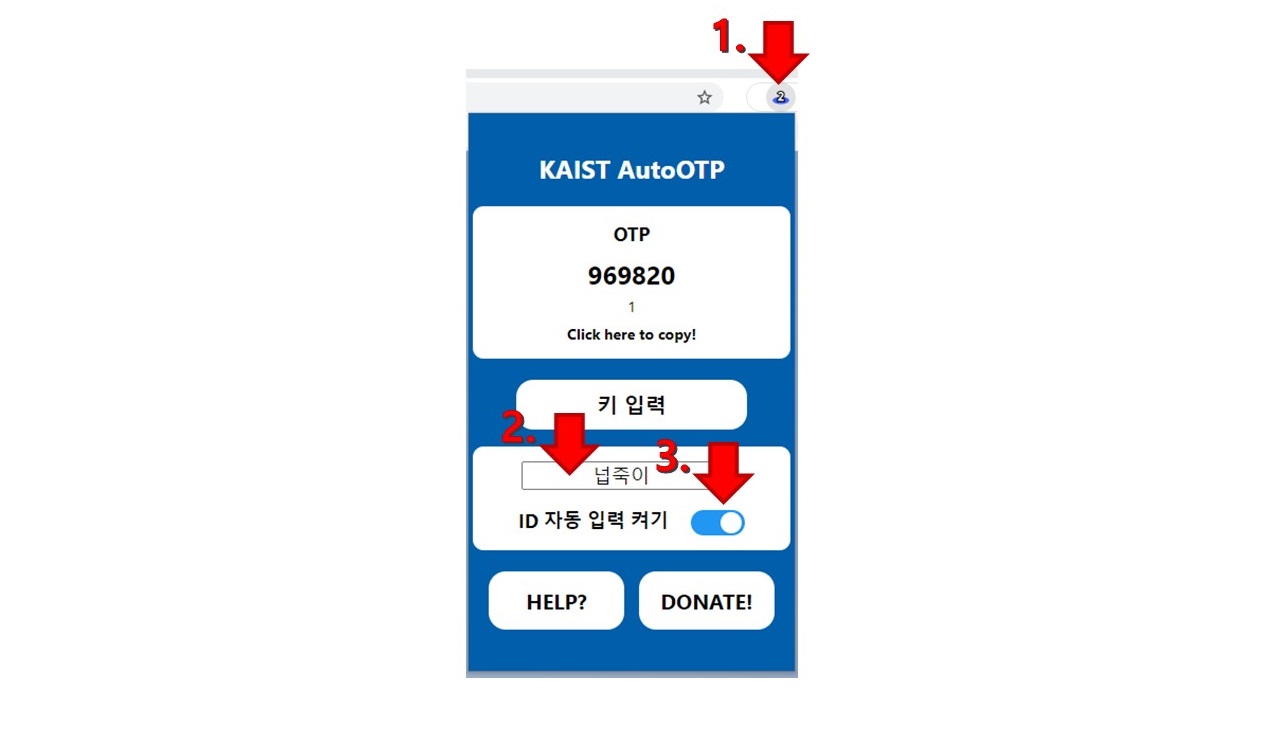 1.
2
KAIST AutoOTP
OTP
969820
1
Click here to copy!
키 입력
2.
3.
넙죽이
ID 자동 입력 켜기
HELP?
DONATE!